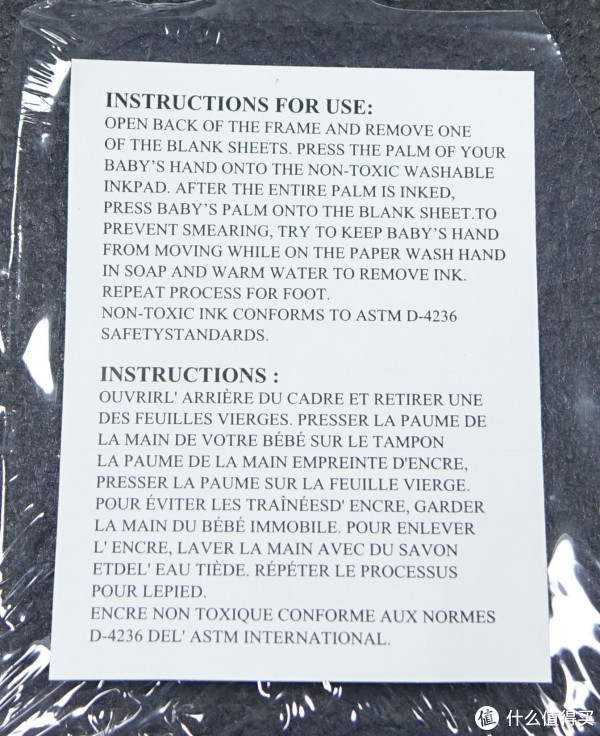 INSTRUCTIONS FOR USE:
OPEN BACK OF THE FRAME AND REMOVE ONE
OF THE BLANK SHEETS. PRESS THE PALM OF YOUR
BABY'S HAND ONTO THE NON-TOXIC WASHABLE
INKPAD. AFTER THE ENTIRE PALM IS INKED,
PRESS BABY'S PALM ONTO THE BLANK SHEET.TO
PREVENT SMEARING, TRY TO KEEP BABY'S HAND
FROM MOVING WHILE ON THE PAPER WASH HAND
IN SOAP AND WARM WATER TO REMOVE INK.
REPEAT PROCESS FOR FOOT.
NON-TOXIC INK CONFORMS TO ASTM D-4236
SAFETYSTANDARDS.
INSTRUCTIONS :
OUVRIRL' ARRIÈRE DU CADRE ET RETIRER UNE
DES FEUILLES VIERGES. PRESSER LA PAUME DE
LA MAIN DE VOTRE BÉBÉ SUR LE TAMPON
LA PAUME DE LA MAIN EMPREINTE D'ENCRE,
PRESSER LA PAUME SUR LA FEUILLE VIERGE.
POUR ÉVITER LES TRAÎNÉESD' ENCRE, GARDER
LA MAIN DU BÉBÉ IMMOBILE. POUR ENLEVER
L' ENCRE, LAVER LA MAIN AVEC DU SAVON
ETDEL' EAU TIÈDE. RÉPÉTER LE PROCESSUS
POUR LEPIED.
ENCRE NON TOXIQUE CONFORME AUX NORMES
D-4236 DEL' ASTM INTERNATIONAL.
值 什么值得买